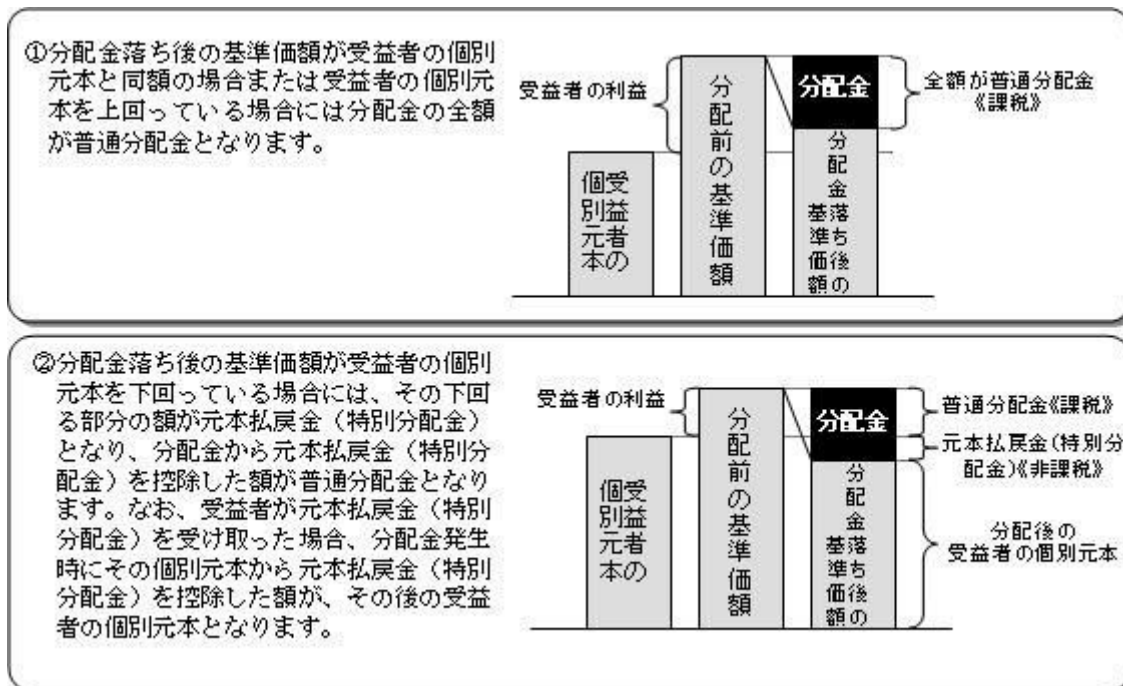 ①分配金落ち後の基準価額が受益者の個別
元本と同額の場合または受益者の個別元
本を上回っている場合には分配金の全額
が普通分配金となります。
受益者の利益
受益者の
個別元本
分配前の基準価額
分配金
分配金落ち後の
基準価額
全額が普通分配金
《課税》
②分配金落ち後の基準価額が受益者の個別
元本を下回っている場合には、その下回
る部分の額が元本払戻金（特別分配金）
となり、分配金から元本払戻金（特別分
配金）を控除した額が普通分配金となり
ます。なお、受益者が元本払戻金（特別
分配金）を受け取った場合、分配金発生
時にその個別元本から元本払戻金（特別
分配金）を控除した額が、その後の受益
者の個別元本となります。
受益者の利益
受益者の
個別元本
分配前の基準価額
分配金
分配金落ち後の
基準価額
普通分配金《課税》
元本払戻金(特別分
配金)《非課税》
分配後の
受益者の個別元本